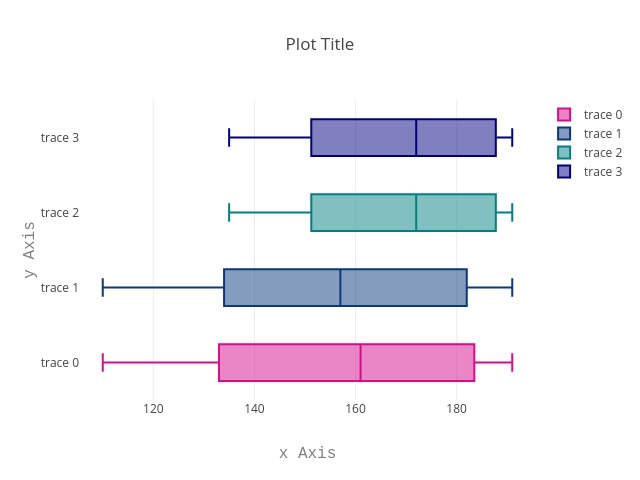 Plot Title
trace 0
trace 1
trace 2
trace 3
trace 3
trace 2
trace 1
trace 0
y Axis
120 140 160 180
x Axis